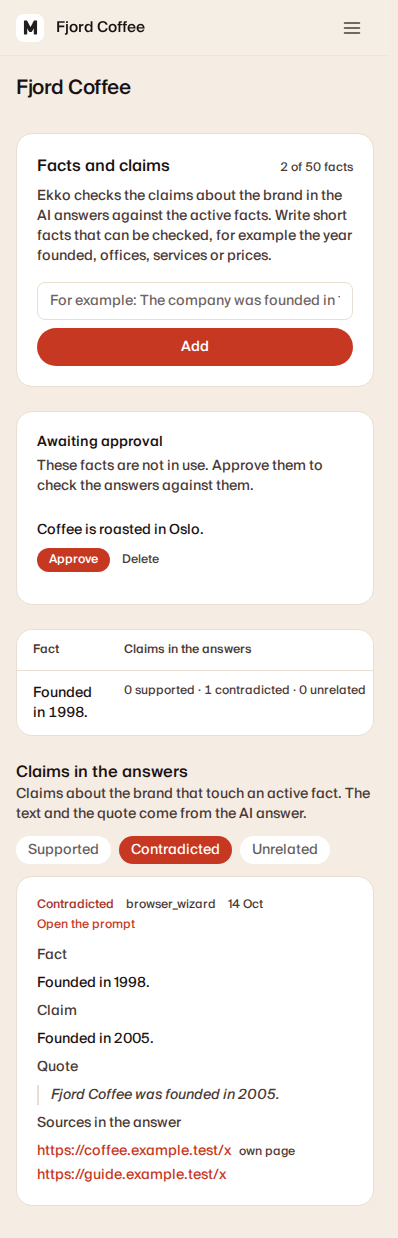 M Fjord Coffee
Fjord Coffee
Facts and claims 2 of 50 facts
Ekko checks the claims about the brand in the
AI answers against the active facts. Write short
facts that can be checked, for example the year
founded, offices, services or prices.
For example: The company was founded in
Add
Awaiting approval
These facts are not in use. Approve them to
check the answers against them.
Coffee is roasted in Oslo.
Approve Delete
Fact Claims in the answers
Founded 0 supported · 1 contradicted · 0 unrelated
in 1998.
Claims in the answers
Claims about the brand that touch an active fact. The
text and the quote come from the AI answer.
Supported Contradicted Unrelated
Contradicted browser_wizard 14 Oct
Open the prompt
Fact
Founded in 1998.
Claim
Founded in 2005.
Quote
Fjord Coffee was founded in 2005.
Sources in the answer
https://coffee.example.test/x own page
https://guide.example.test/x